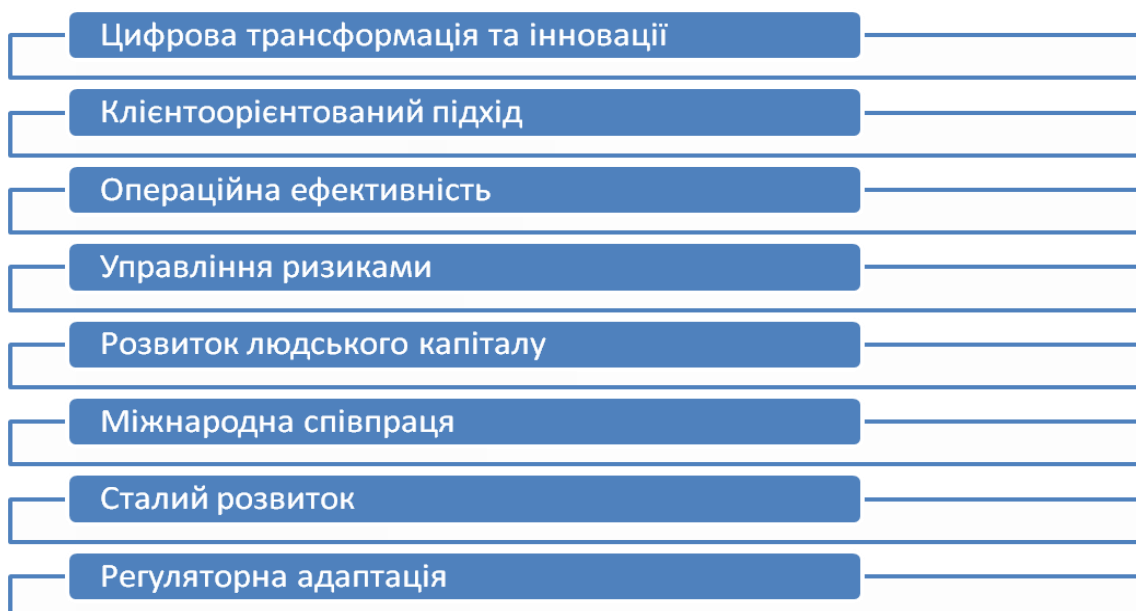 Цифрова трансформація та інновації
Клієнтоорієнтований підхід
Операційна ефективність
Управління ризиками
Розвиток людського капіталу
Міжнародна співпраця
Сталий розвиток
Регуляторна адаптація